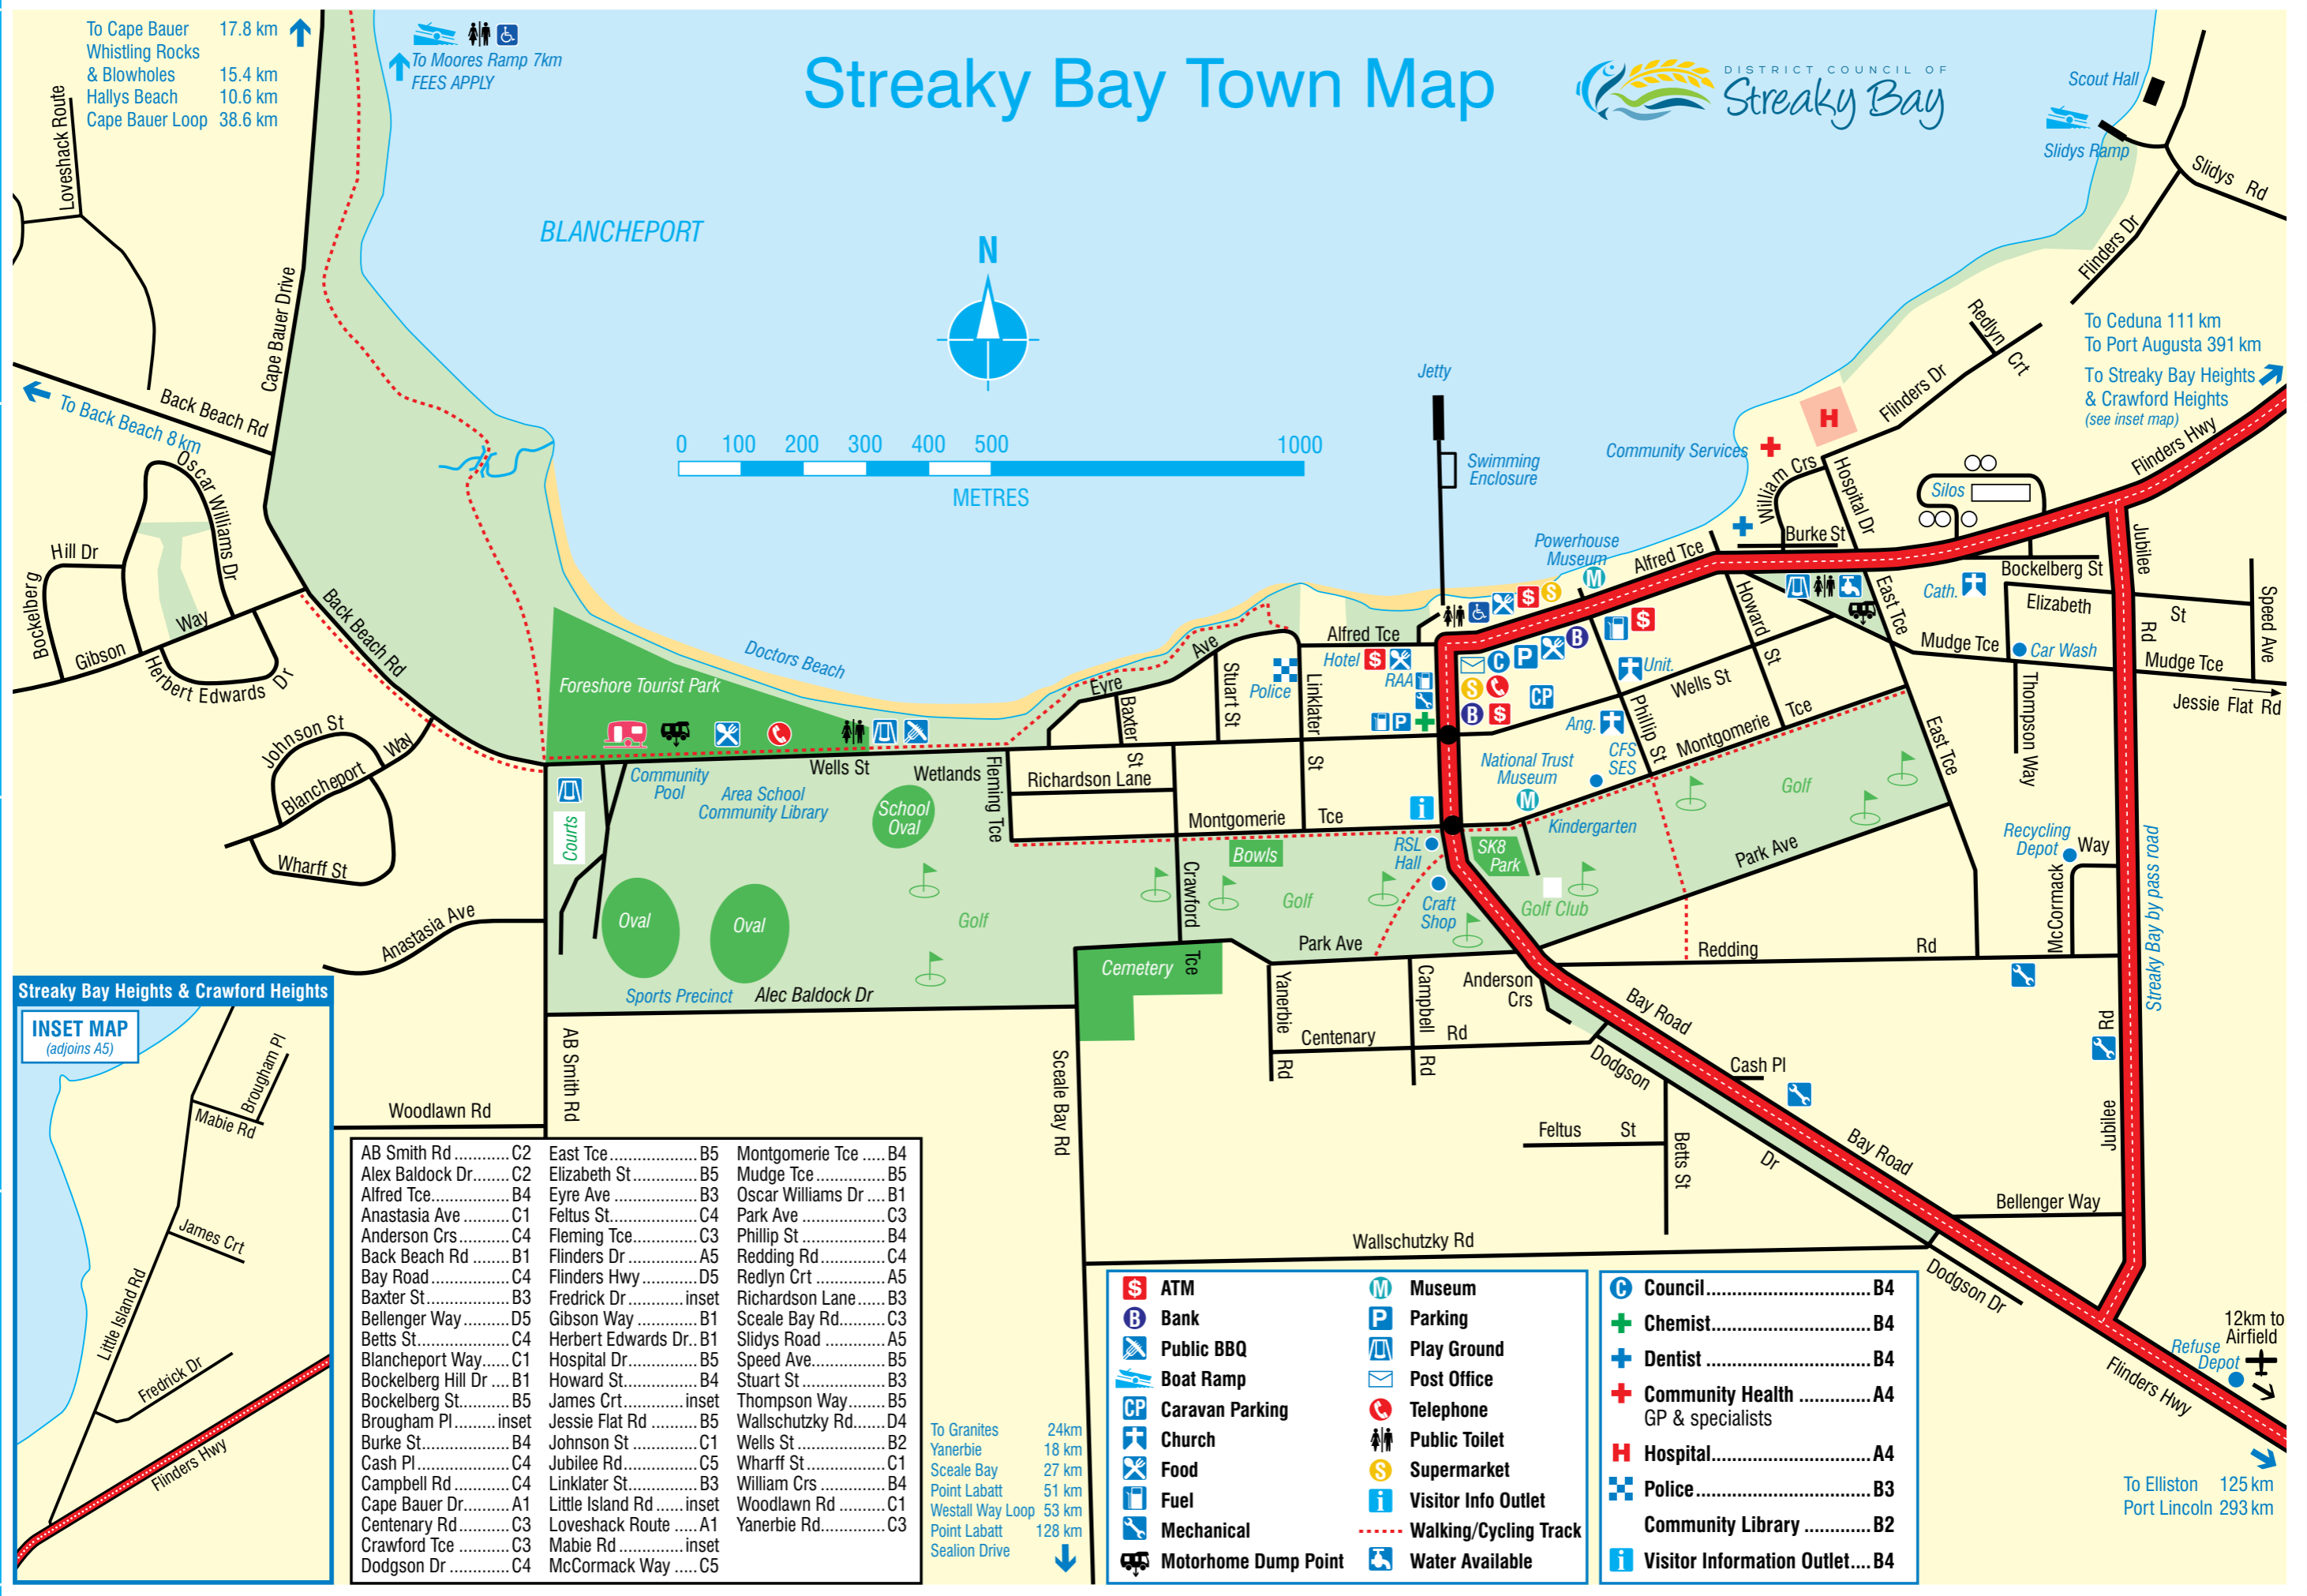 To Cape Bauer 17.8 km
Whistling Rocks
& Blowholes 15.4 km
Hallys Beach 10.6 km
Cape Bauer Loop 38.6 km
To Moores Ramp 7km
FEES APPLY
Streaky Bay Town Map
DISTRICT COUNCIL OF
Streaky Bay
Scout Hall
Slidys Ramp
Slidys Rd
Flinders Dr
Loveshack Route
BLANCHEPORT
N
Cape Bauer Drive
Back Beach Rd
To Back Beach 8 km
Oscar Williams Dr
Hill Dr
Bockelberg
Gibson Way
Herbert Edwards Dr
Back Beach Rd
Johnson St
Blancheport Way
Wharff St
Anastasia Ave
0 100 200 300 400 500 1000
METRES
Jetty
Swimming
Enclosure
Community Services
H
Redlyn Crt
Flinders Dr
To Ceduna 111 km
To Port Augusta 391 km
To Streaky Bay Heights
& Crawford Heights
(see inset map)
Flinders Hwy
William Crs
Hospital Dr
Burke St
Silos
Powerhouse
Museum
M
Alfred Tce
Bockelberg St
Jubilee Rd
Cath.
Elizabeth St
Speed Ave
East Tce
Howard St
Mudge Tce
Car Wash
Mudge Tce
Jessie Flat Rd
Thompson Way
Doctors Beach
Foreshore Tourist Park
Eyre Ave
Alfred Tce
Hotel
$
$
S
RAA
Police
Stuart St
Linklater St
Baxter St
C
P
B
$
S
CP
B
$
P
Unit.
Wells St
Phillip St
Ang.
CFS
SES
Montgomerie Tce
National Trust
Museum
M
Golf
East Tce
Wells St
Community
Pool
Area School
Community Library
Wetlands
School
Oval
Fleming Tce
Richardson Lane
Montgomerie Tce
i
Kindergarten
Courts
Oval
Oval
Golf
Crawford Tce
Bowls
RSL
Hall
SK8
Park
Golf
Craft
Shop
Golf Club
Park Ave
Recycling
Depot
McCormack Way
Streaky Bay by pass road
Sports Precinct
Alec Baldock Dr
Cemetery
Park Ave
Redding Rd
Yanerbie Rd
Campbell Rd
Anderson
Crs
Centenary Rd
Bay Road
Dodgson Dr
Cash Pl
Jubilee Rd
Feltus St
Betts St
Bay Road
Bellenger Way
Wallschutzky Rd
Dodgson Dr
AB Smith Rd
Sceale Bay Rd
Woodlawn Rd
12km to
Airfield
Refuse
Depot
Flinders Hwy
To Elliston 125 km
Port Lincoln 293 km
Streaky Bay Heights & Crawford Heights
INSET MAP
(adjoins A5)
Brougham Pl
Mabie Rd
James Crt
Little Island Rd
Fredrick Dr
Flinders Hwy
AB Smith Rd ........... C2
Alex Baldock Dr ....... C2
Alfred Tce .............. B4
Anastasia Ave .......... C1
Anderson Crs .......... C4
Back Beach Rd ........ B1
Bay Road ............... C4
Baxter St ................ B3
Bellenger Way ......... D5
Betts St .................. C4
Blancheport Way ...... C1
Bockelberg Hill Dr .... B1
Bockelberg St .......... B5
Brougham Pl ........ inset
Burke St ................. B4
Cash Pl .................. C4
Campbell Rd ........... C4
Cape Bauer Dr ......... A1
Centenary Rd .......... C3
Crawford Tce .......... C3
Dodgson Dr ............ C4
East Tce ................. B5
Elizabeth St ............ B5
Eyre Ave ................ B3
Feltus St ................ C4
Fleming Tce ............ C3
Flinders Dr ............. A5
Flinders Hwy ........... D5
Fredrick Dr .......... inset
Gibson Way ............ B1
Herbert Edwards Dr .. B1
Hospital Dr ............. B5
Howard St .............. B4
James Crt ........... inset
Jessie Flat Rd ......... B5
Johnson St ............. C1
Jubilee Rd .............. C5
Linklater St ............. B3
Little Island Rd ...... inset
Loveshack Route ..... A1
Mabie Rd ............ inset
McCormack Way ..... C5
Montgomerie Tce ..... B4
Mudge Tce ............. B5
Oscar Williams Dr .... B1
Park Ave ................ C3
Phillip St ................ B4
Redding Rd ............ C4
Redlyn Crt .............. A5
Richardson Lane ...... B3
Sceale Bay Rd ......... C3
Slidys Road ............ A5
Speed Ave .............. B5
Stuart St ................ B3
Thompson Way ........ B5
Wallschutzky Rd ...... D4
Wells St ................. B2
Wharff St ............... C1
William Crs ............. B4
Woodlawn Rd ......... C1
Yanerbie Rd ............ C3
To Granites 24km
Yanerbie 18 km
Sceale Bay 27 km
Point Labatt 51 km
Westall Way Loop 53 km
Point Labatt 128 km
Sealion Drive
$ ATM
B Bank
Public BBQ
Boat Ramp
CP Caravan Parking
Church
Food
Fuel
Mechanical
Motorhome Dump Point
M Museum
P Parking
Play Ground
Post Office
Telephone
Public Toilet
S Supermarket
i Visitor Info Outlet
Walking/Cycling Track
Water Available
C Council .............................. B4
Chemist ............................. B4
Dentist .............................. B4
Community Health ............. A4
GP & specialists
H Hospital ............................. A4
Police ................................ B3
Community Library ............ B2
i Visitor Information Outlet .... B4